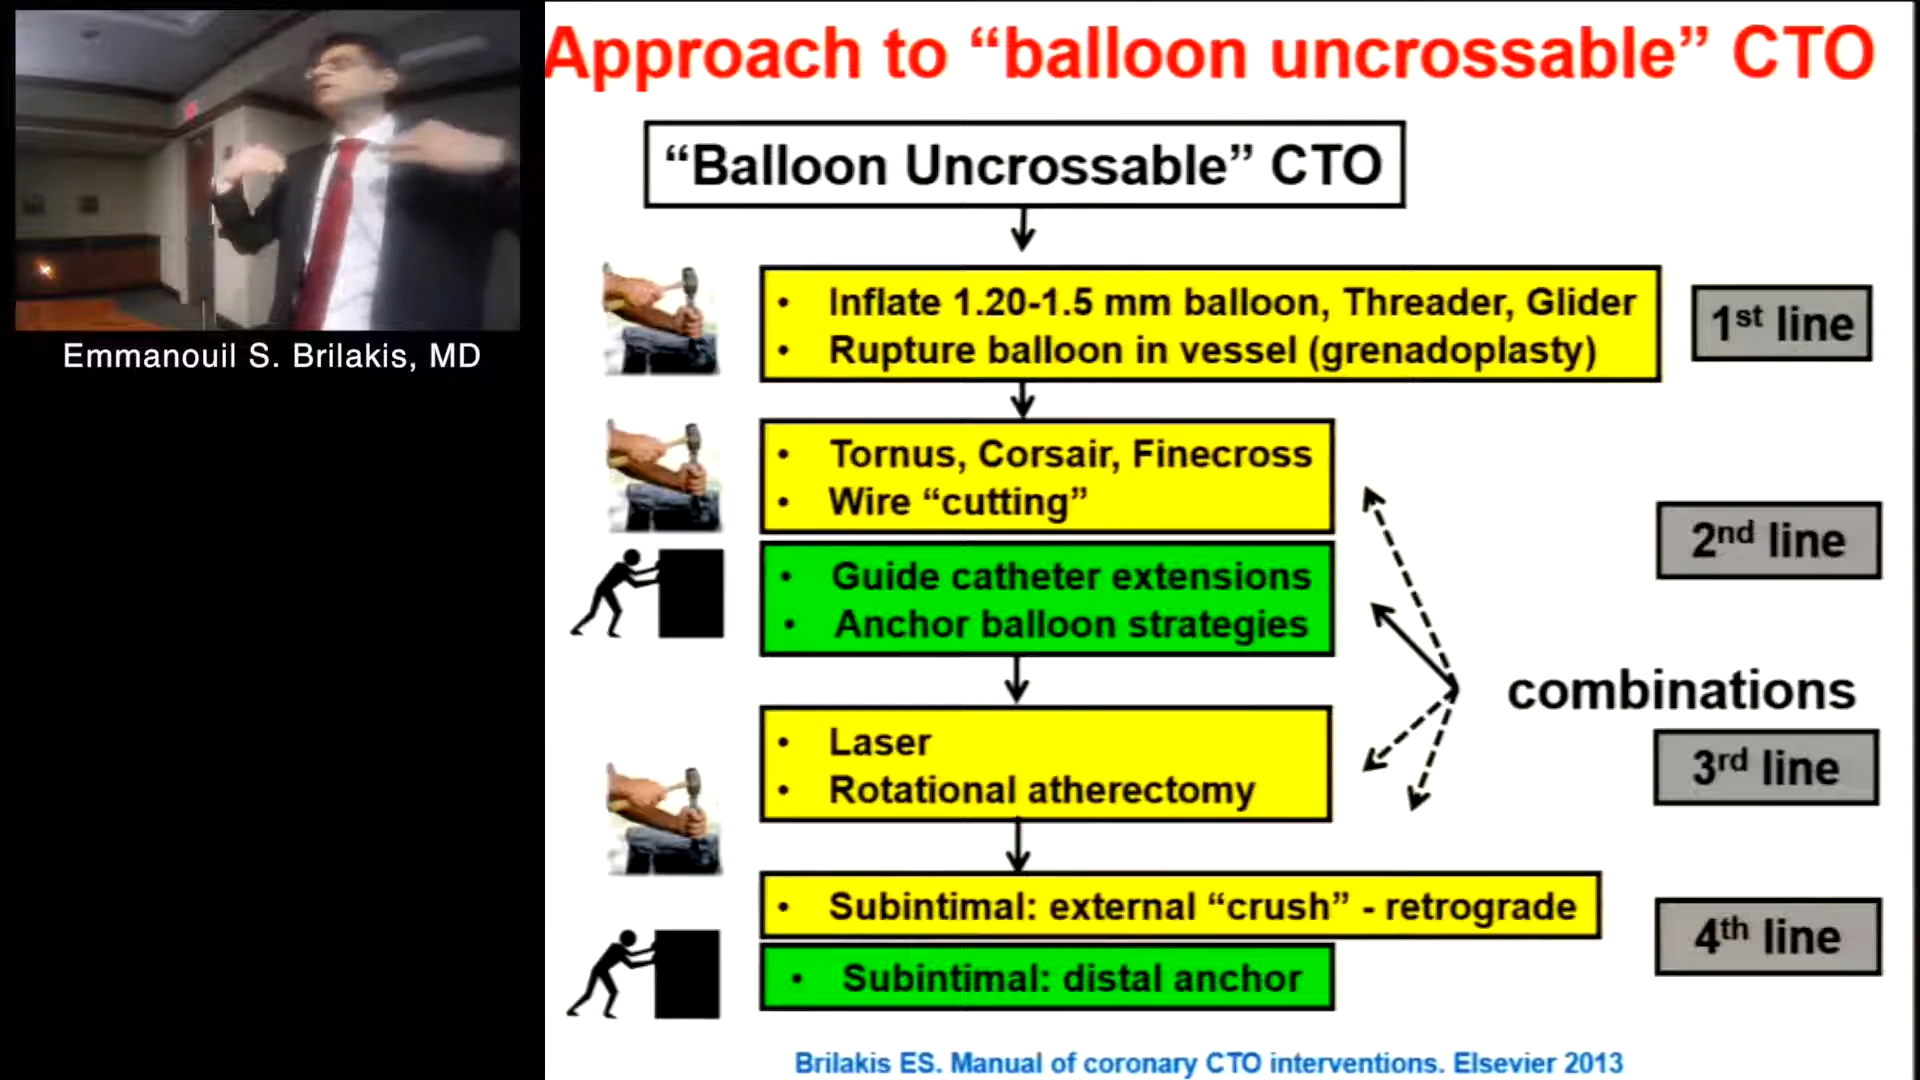 Approach to “balloon uncrossable” CTO
“Balloon Uncrossable” CTO
• Inflate 1.20-1.5 mm balloon, Threader, Glider
• Rupture balloon in vessel (grenadoplasty)
1st line
Emmanouil S. Brilakis, MD
• Tornus, Corsair, Finecross
• Wire “cutting”
2nd line
• Guide catheter extensions
• Anchor balloon strategies
combinations
• Laser
• Rotational atherectomy
3rd line
• Subintimal: external “crush” - retrograde
4th line
• Subintimal: distal anchor
Brilakis ES. Manual of coronary CTO interventions. Elsevier 2013